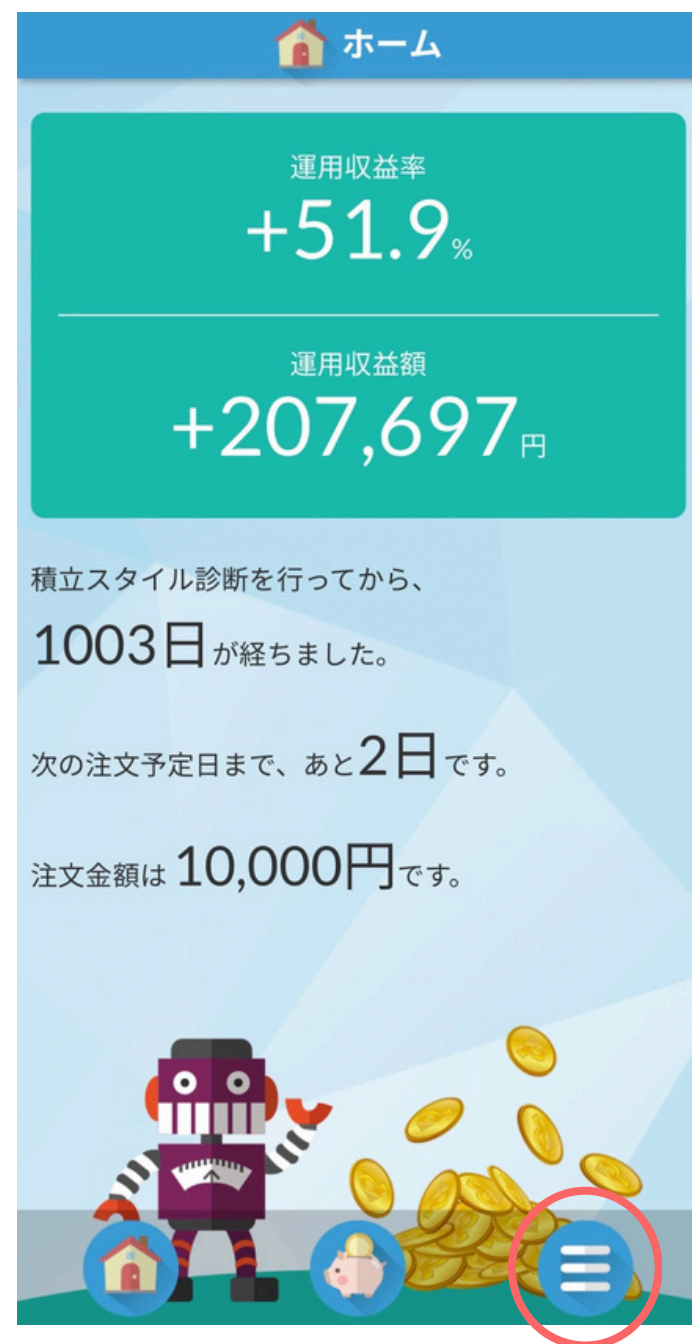 ホーム
運用収益率
+51.9%
運用収益額
+207,697円
積立スタイル診断を行ってから、
1003日が経ちました。
次の注文予定日まで、あと2日です。
注文金額は 10,000円です。